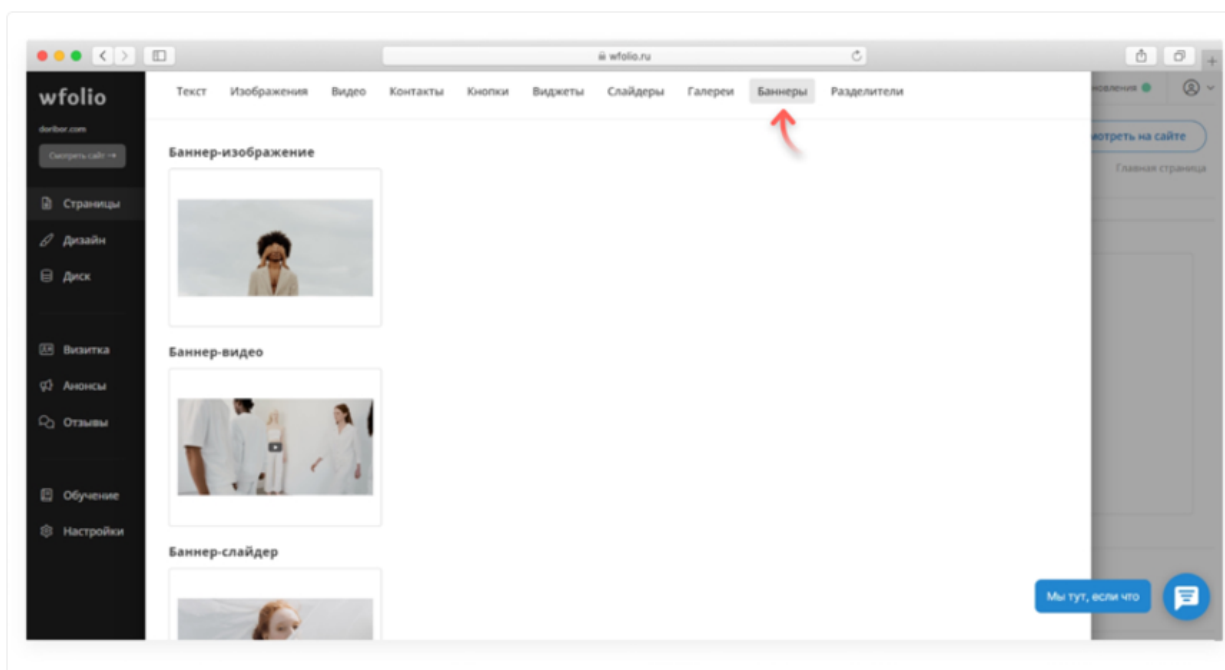 wfolio.ru
wfolio
doriber.com
Смотреть сайт →
Страницы
Дизайн
Диск
Визитка
Анонсы
Отзывы
Обучение
Настройки
Текст Изображения Видео Контакты Кнопки Виджеты Слайдеры Галереи Баннеры Разделители
Баннер-изображение
Баннер-видео
Баннер-слайдер
новления
мотреть на сайте
Главная страница
Мы тут, если что